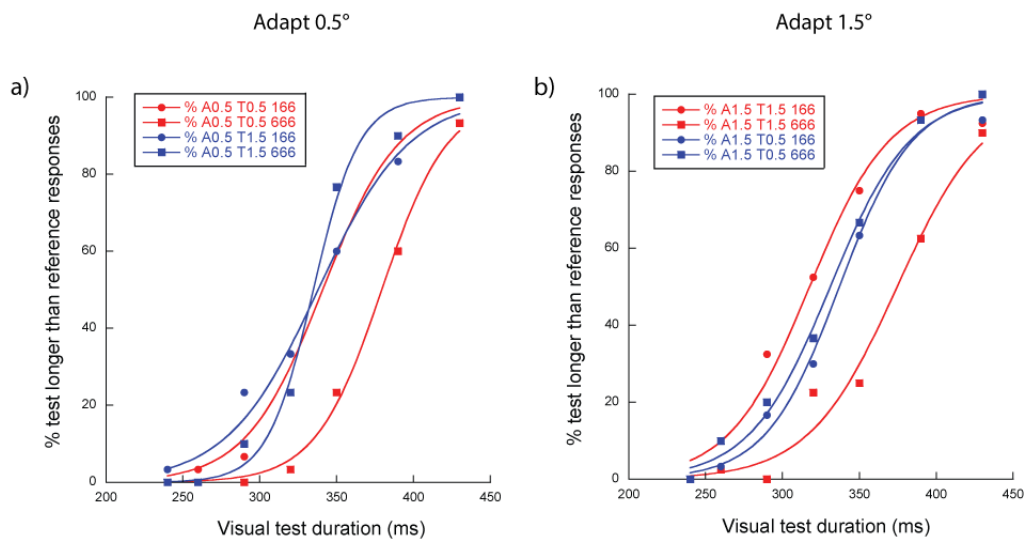 Adapt 0.5°
Adapt 1.5°
a)
% A0.5 T0.5 166
% A0.5 T0.5 666
% A0.5 T1.5 166
% A0.5 T1.5 666
100
80
60
40
20
0
% test longer than reference responses
200 250 300 350 400 450
Visual test duration (ms)
b)
% A1.5 T1.5 166
% A1.5 T1.5 666
% A1.5 T0.5 166
% A1.5 T0.5 666
100
80
60
40
20
0
% test longer than reference responses
200 250 300 350 400 450
Visual test duration (ms)